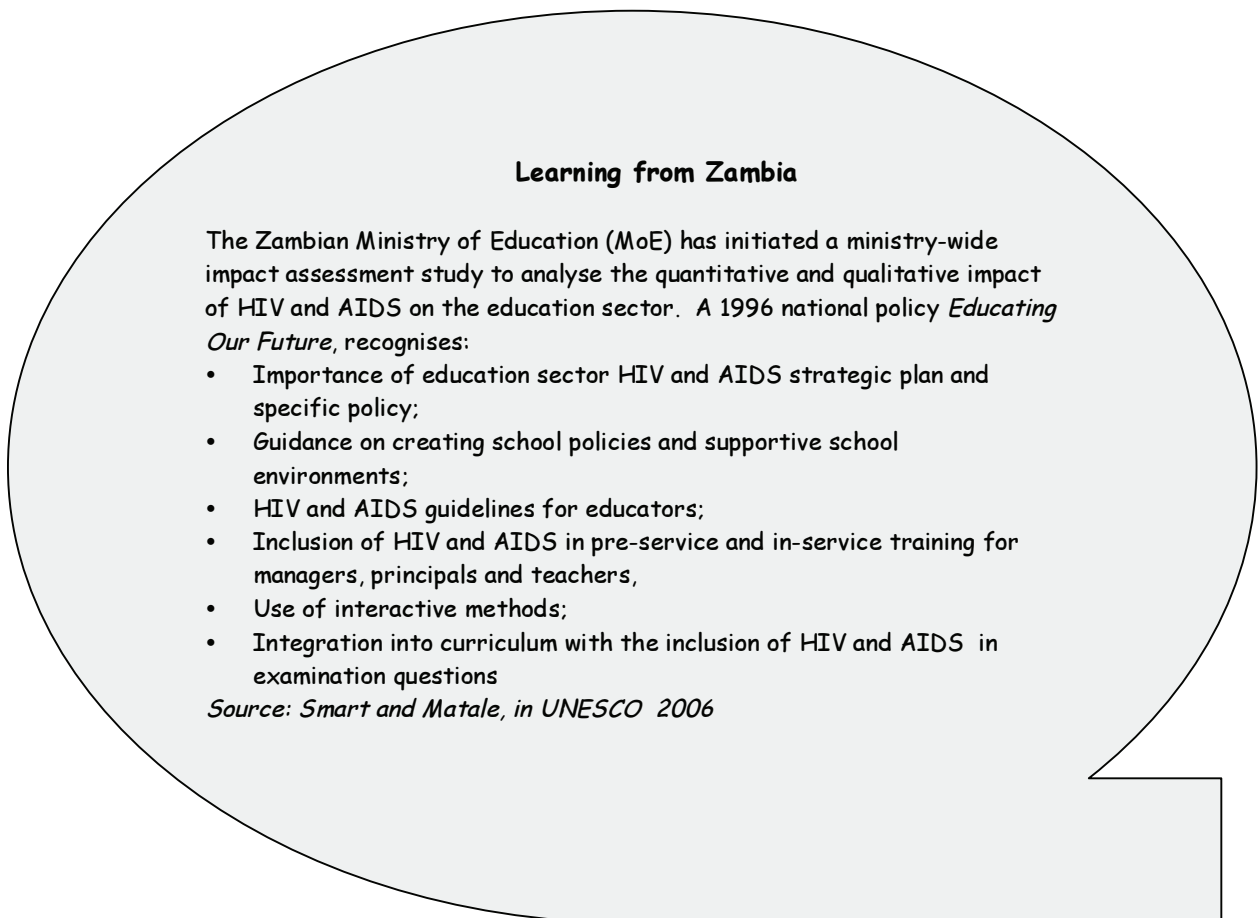 Learning from Zambia
The Zambian Ministry of Education (MoE) has initiated a ministry-wide
impact assessment study to analyse the quantitative and qualitative impact
of HIV and AIDS on the education sector.  A 1996 national policy Educating
Our Future, recognises:
•    Importance of education sector HIV and AIDS strategic plan and
specific policy;
•    Guidance on creating school policies and supportive school
environments;
•    HIV and AIDS guidelines for educators;
•    Inclusion of HIV and AIDS in pre-service and in-service training for
managers, principals and teachers,
•    Use of interactive methods;
•    Integration into curriculum with the inclusion of HIV and AIDS  in
examination questions
Source: Smart and Matale, in UNESCO  2006